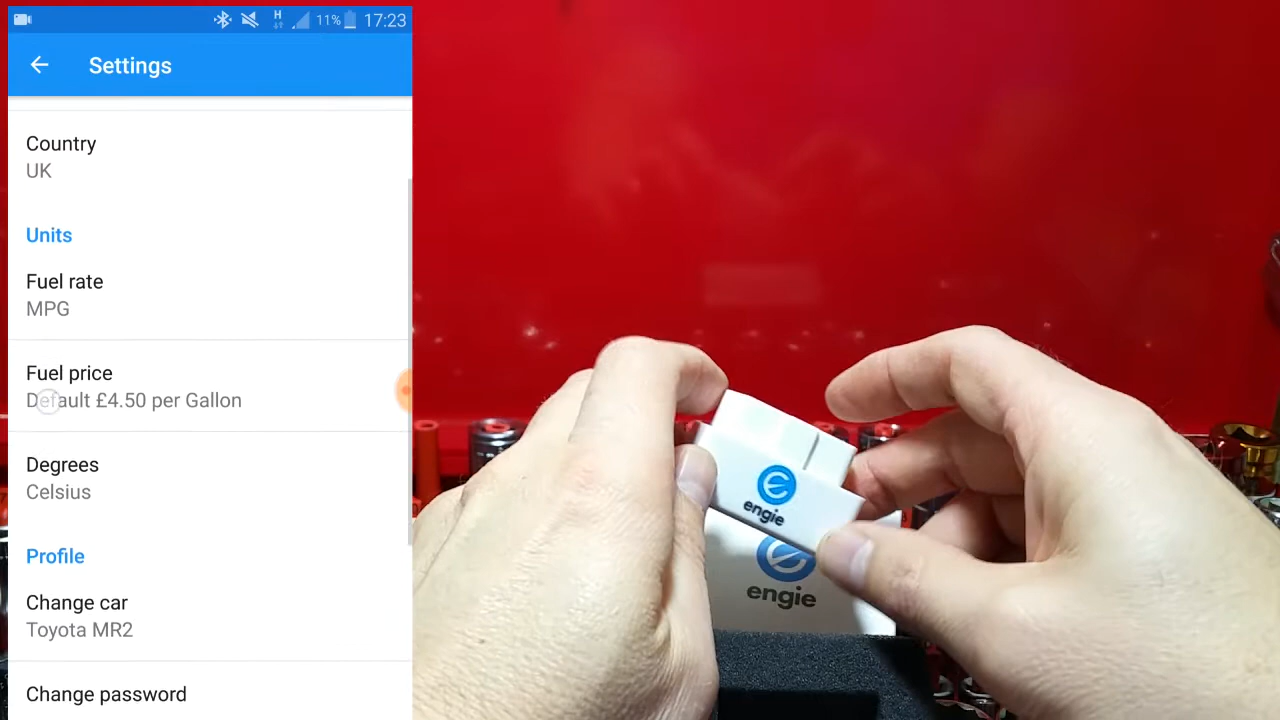 H
11%
17:23
Settings
Country
UK
Units
Fuel rate
MPG
Fuel price
Default £4.50 per Gallon
Degrees
Celsius
Profile
Change car
Toyota MR2
Change password
engie
engie